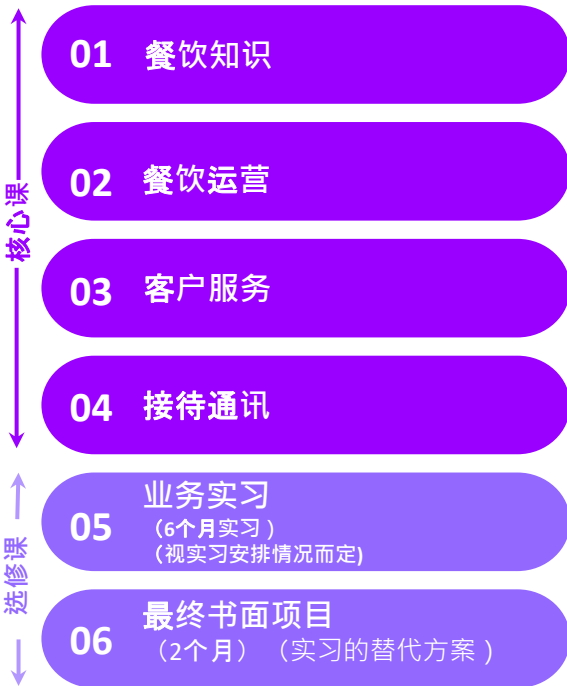 核心课
01 餐饮知识
02 餐饮运营
03 客户服务
04 接待通讯
选修课
05 业务实习
（6个月实习）
（视实习安排情况而定)
06 最终书面项目
（2个月）（实习的替代方案）